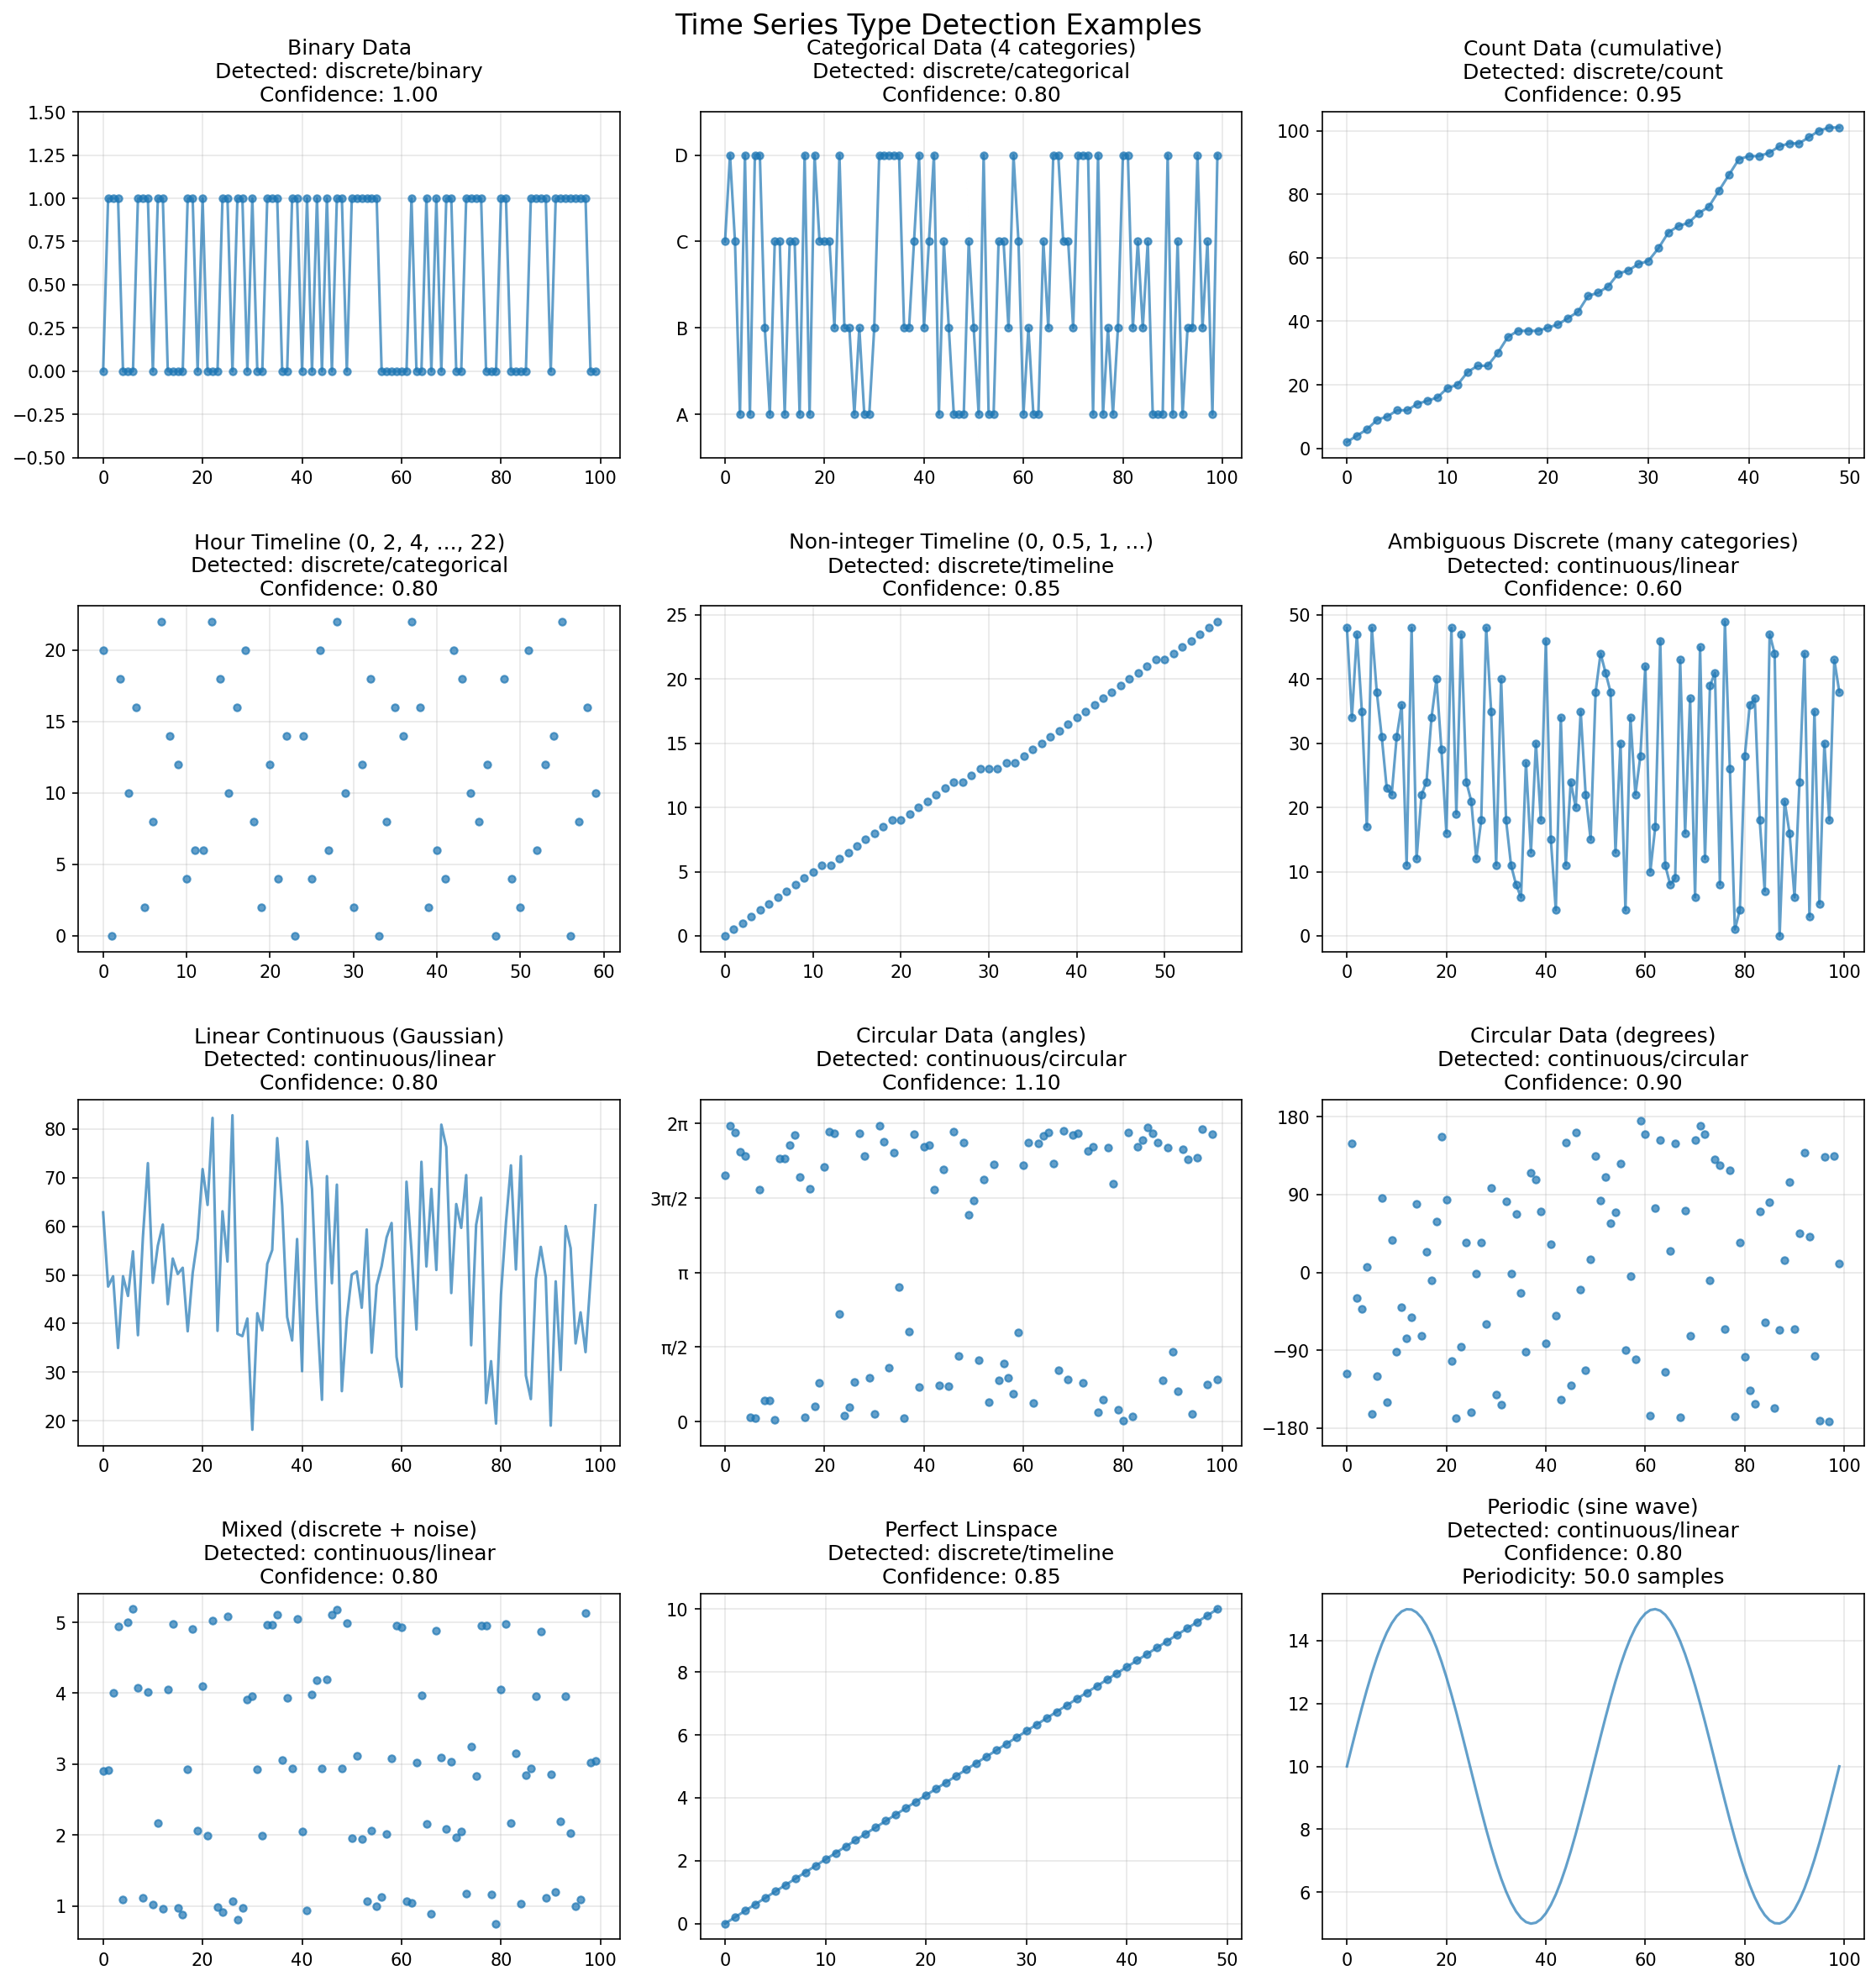 Time Series Type Detection Examples
Binary Data
Detected: discrete/binary
Confidence: 1.00
1.50
1.25
1.00
0.75
0.50
0.25
0.00
−0.25
−0.50
0 20 40 60 80 100
Categorical Data (4 categories)
Detected: discrete/categorical
Confidence: 0.80
D
C
B
A
0 20 40 60 80 100
Count Data (cumulative)
Detected: discrete/count
Confidence: 0.95
100
80
60
40
20
0
0 10 20 30 40 50
Hour Timeline (0, 2, 4, ..., 22)
Detected: discrete/categorical
Confidence: 0.80
20
15
10
5
0
0 10 20 30 40 50 60
Non-integer Timeline (0, 0.5, 1, ...)
Detected: discrete/timeline
Confidence: 0.85
25
20
15
10
5
0
0 10 20 30 40 50
Ambiguous Discrete (many categories)
Detected: continuous/linear
Confidence: 0.60
50
40
30
20
10
0
0 20 40 60 80 100
Linear Continuous (Gaussian)
Detected: continuous/linear
Confidence: 0.80
80
70
60
50
40
30
20
0 20 40 60 80 100
Circular Data (angles)
Detected: continuous/circular
Confidence: 1.10
2π
3π/2
π
π/2
0
0 20 40 60 80 100
Circular Data (degrees)
Detected: continuous/circular
Confidence: 0.90
180
90
0
−90
−180
0 20 40 60 80 100
Mixed (discrete + noise)
Detected: continuous/linear
Confidence: 0.80
5
4
3
2
1
0 20 40 60 80 100
Perfect Linspace
Detected: discrete/timeline
Confidence: 0.85
10
8
6
4
2
0
0 10 20 30 40 50
Periodic (sine wave)
Detected: continuous/linear
Confidence: 0.80
Periodicity: 50.0 samples
14
12
10
8
6
0 20 40 60 80 100